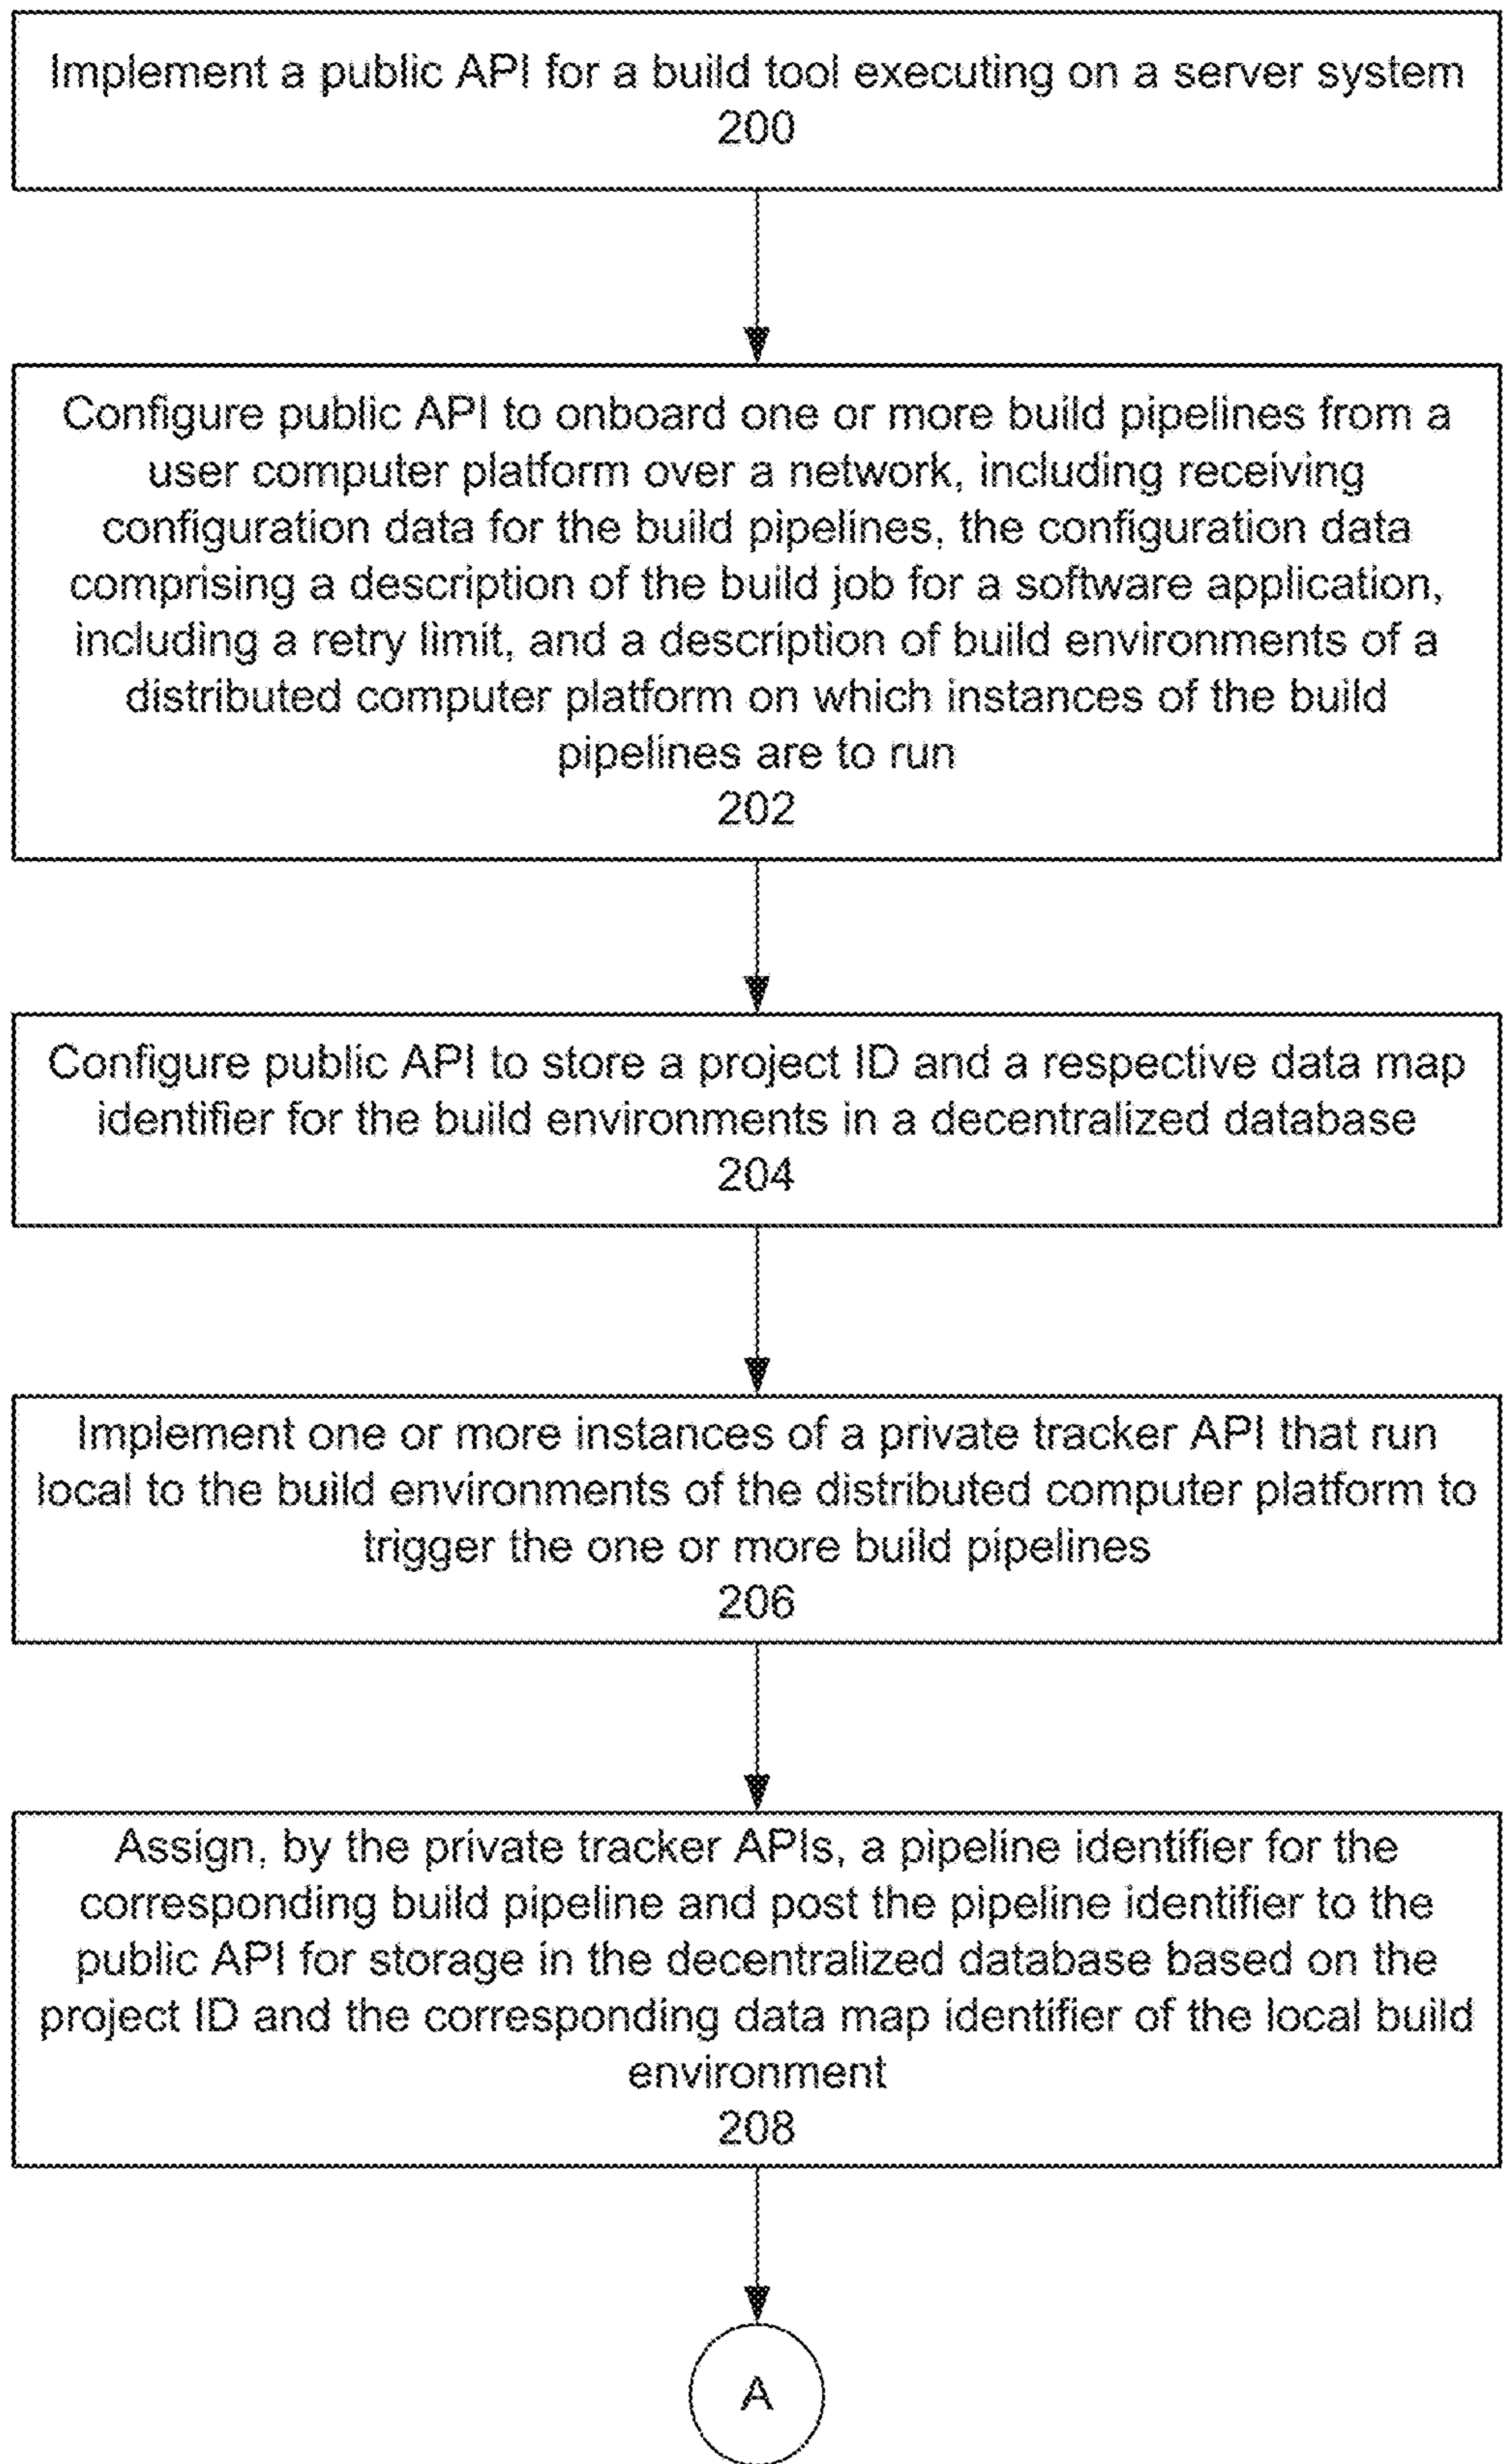 Implement a public API for a build tool executing on a server system
200
Configure public API to onboard one or more build pipelines from a
user computer platform over a network, including receiving
configuration data for the build pipelines, the configuration data
comprising a description of the build job for a software application,
including a retry limit, and a description of build environments of a
distributed computer platform on which instances of the build
pipelines are to run
202
Configure public API to store a project ID and a respective data map
identifier for the build environments in a decentralized database
204
Implement one or more instances of a private tracker API that run
local to the build environments of the distributed computer platform to
trigger the one or more build pipelines
206
Assign, by the private tracker APIs, a pipeline identifier for the
corresponding build pipeline and post the pipeline identifier to the
public API for storage in the decentralized database based on the
project ID and the corresponding data map identifier of the local build
environment
208
A